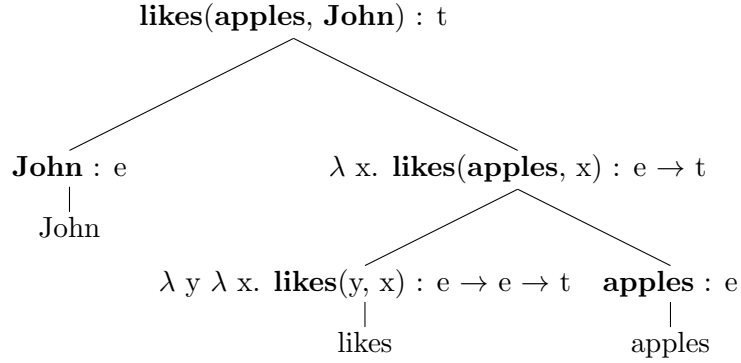 likes(apples, John) : t
John : e
λ x. likes(apples, x) : e → t
John
λ y λ x. likes(y, x) : e → e → t
apples : e
likes
apples